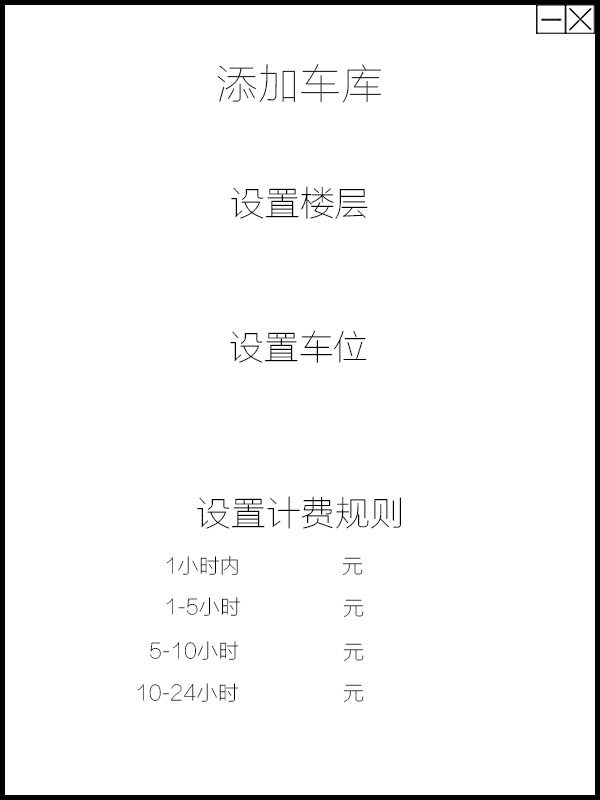 添加车库
设置楼层
设置车位
设置计费规则
1小时内 元
1-5小时 元
5-10小时 元
10-24小时 元